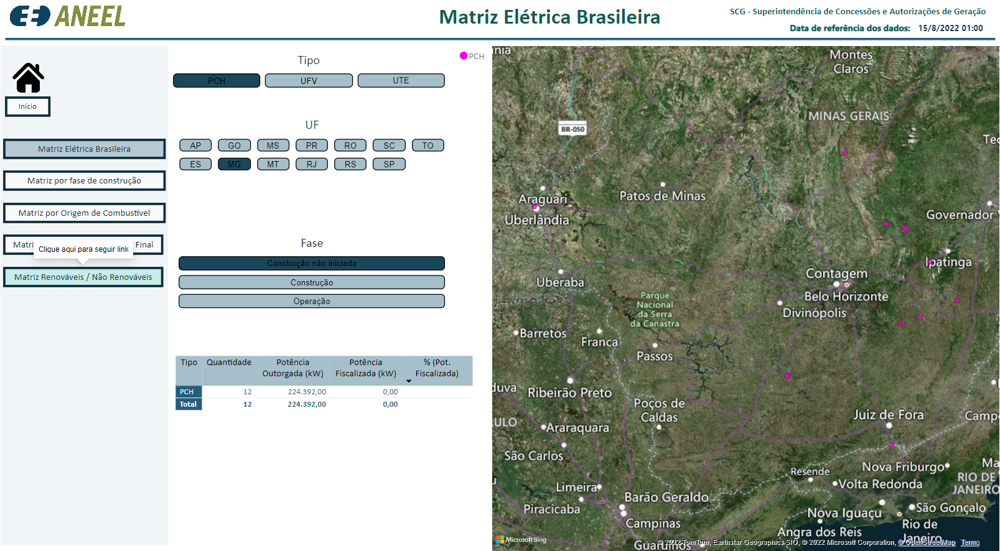 ANEEL
Matriz Elétrica Brasileira
SCG - Superintendência de Concessões e Autorizações de Geração
Data de referência dos dados: 15/8/2022 01:00
Início
Matriz Elétrica Brasileira
Matriz por fase de construção
Matriz por Origem de Combustível
Matri Final
Clique aqui para seguir link
Matriz Renováveis / Não Renováveis
PCH
Tipo
PCH UFV UTE
UF
AP GO MS PR RO SC TO
ES MG MT RJ RS SP
Fase
Construção não iniciada
Construção
Operação
Tipo Quantidade Potência Outorgada (kW) Potência Fiscalizada (kW) % (Pot. Fiscalizada)
PCH 12 224.392,00 0,00
Total 12 224.392,00 0,00
nia
Montes
Claros
MINAS GERAIS
BR-050
Teo
Araguari
Patos de Minas
Uberlândia
Governador V
Ipatinga
Contagem
Uberaba
Belo Horizonte
Parque
Nacional
da Serra
da Canastra
Divinópolis
Barretos
Franca
Passos
duva
Ribeirão Preto
Poços de
Caldas
Juiz de Fora
Campo
ULO
Araraquara
São Carlos
Nova Friburgo
Ma
Resende
RIO DE
JANEIRO
Volta Redonda
Limeira
Barão Geraldo
Piracicaba
São Gonçalo
Nova Iguaçu
Campinas
Rio de
Janeiro
Angra dos Reis
Guarulhos
Microsoft Bing
© 2022 TomTom, Earthstar Geographics SIO, © 2022 Microsoft Corporation, © OpenStreetMap Terms